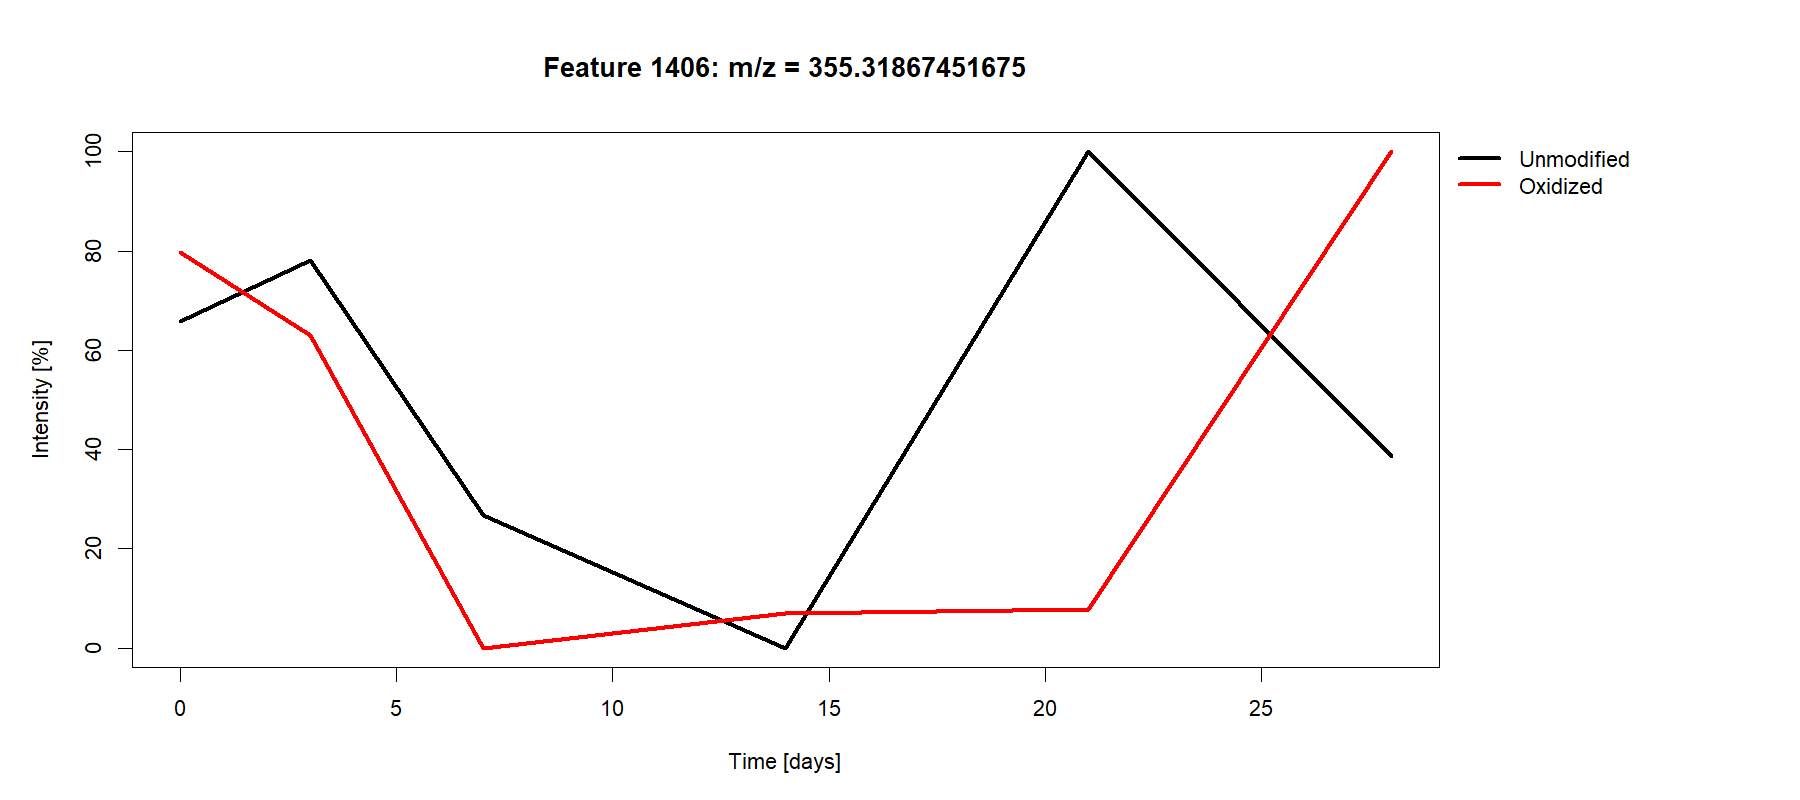 Feature 1406: m/z = 355.31867451675
Unmodified
Oxidized
Intensity [%]
100
80
60
40
20
0
0 5 10 15 20 25
Time [days]